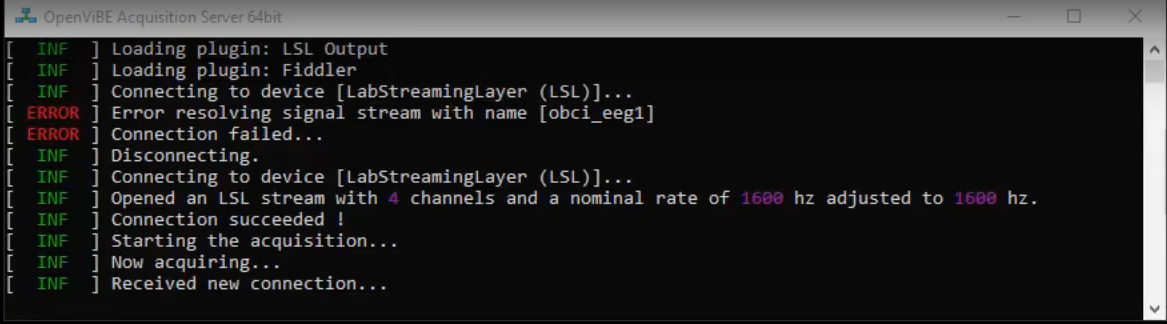 OpenViBE Acquisition Server 64bit
[ INF ] Loading plugin: LSL Output
[ INF ] Loading plugin: Fiddler
[ INF ] Connecting to device [LabStreamingLayer (LSL)]...
[ ERROR ] Error resolving signal stream with name [obci_eeg1]
[ ERROR ] Connection failed...
[ INF ] Disconnecting.
[ INF ] Connecting to device [LabStreamingLayer (LSL)]...
[ INF ] Opened an LSL stream with 4 channels and a nominal rate of 1600 hz adjusted to 1600 hz.
[ INF ] Connection succeeded !
[ INF ] Starting the acquisition...
[ INF ] Now acquiring...
[ INF ] Received new connection...